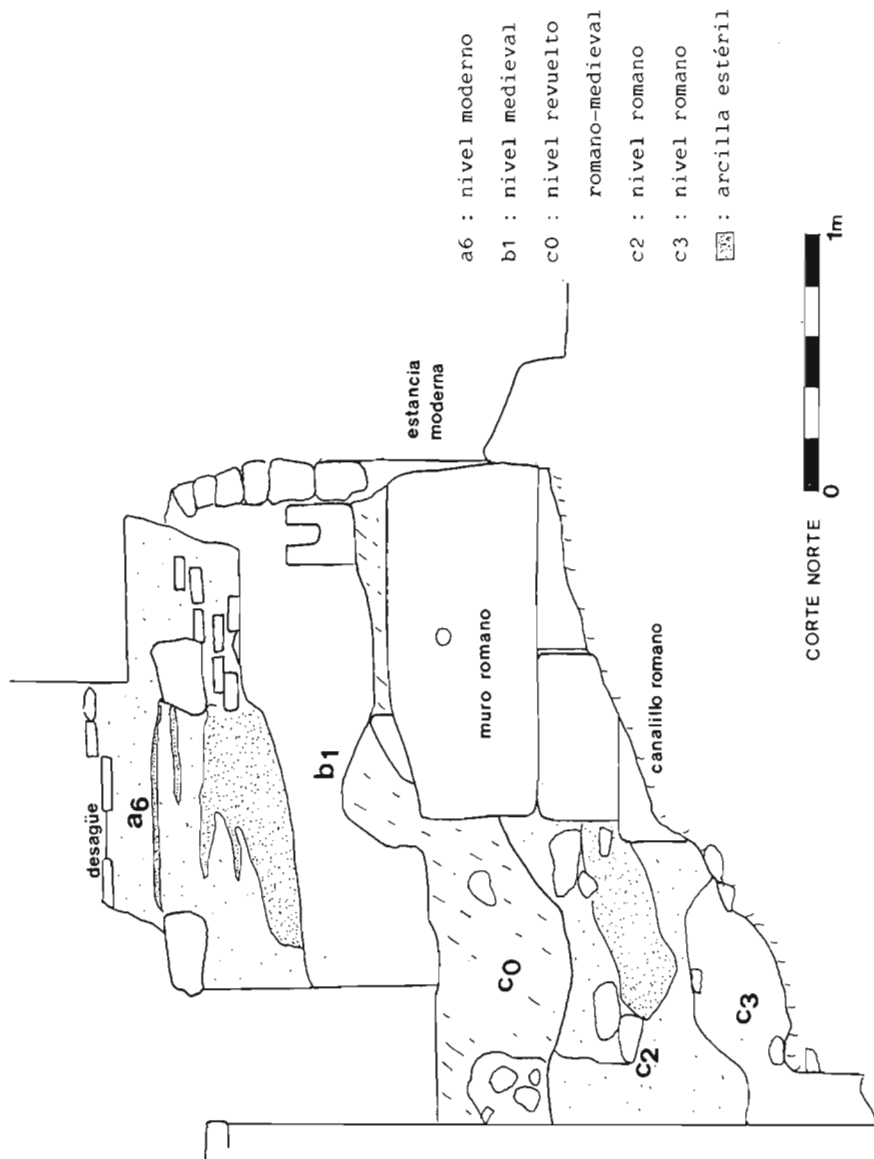 desagüe
a6
b1
c0
c2
c3
muro romano
canalillo romano
estancia
moderna
a6 : nivel moderno
b1 : nivel medieval
c0 : nivel revuelto
romano-medieval
c2 : nivel romano
c3 : nivel romano
: arcilla estéril
CORTE NORTE
0
1m